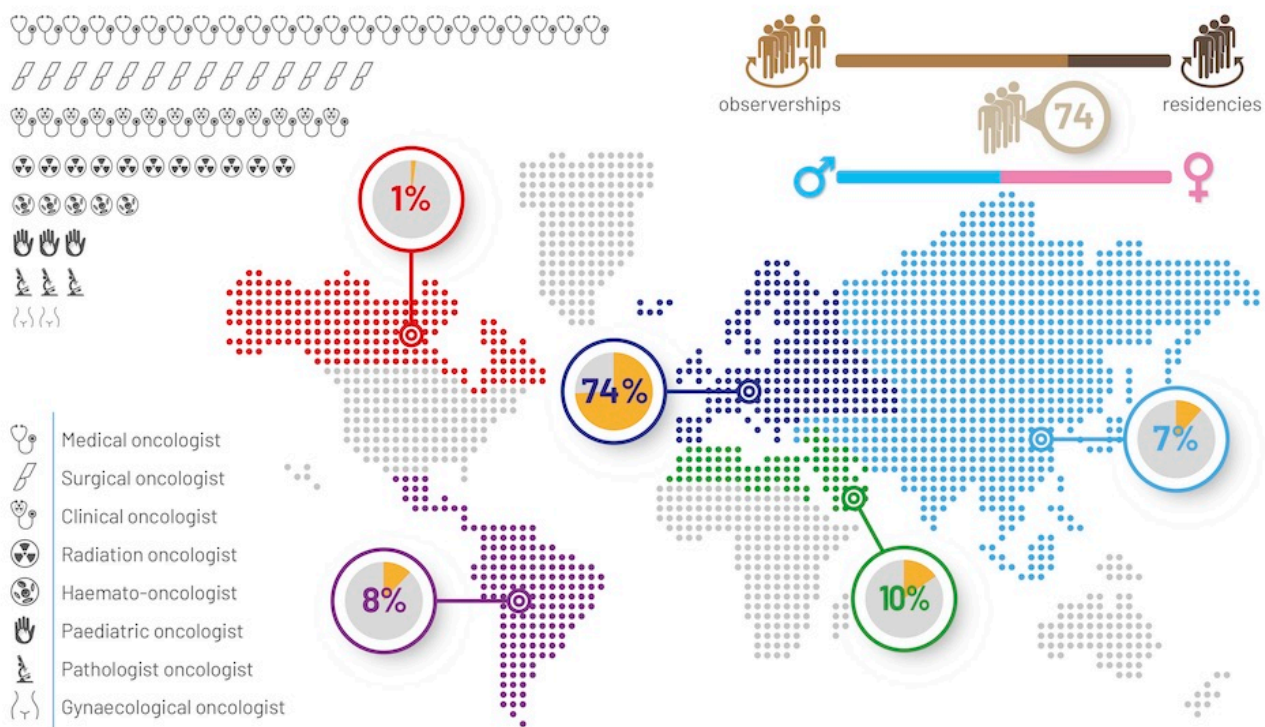 observerships
residencies
74
1%
74%
7%
8%
10%
Medical oncologist
Surgical oncologist
Clinical oncologist
Radiation oncologist
Haemato-oncologist
Paediatric oncologist
Pathologist oncologist
Gynaecological oncologist